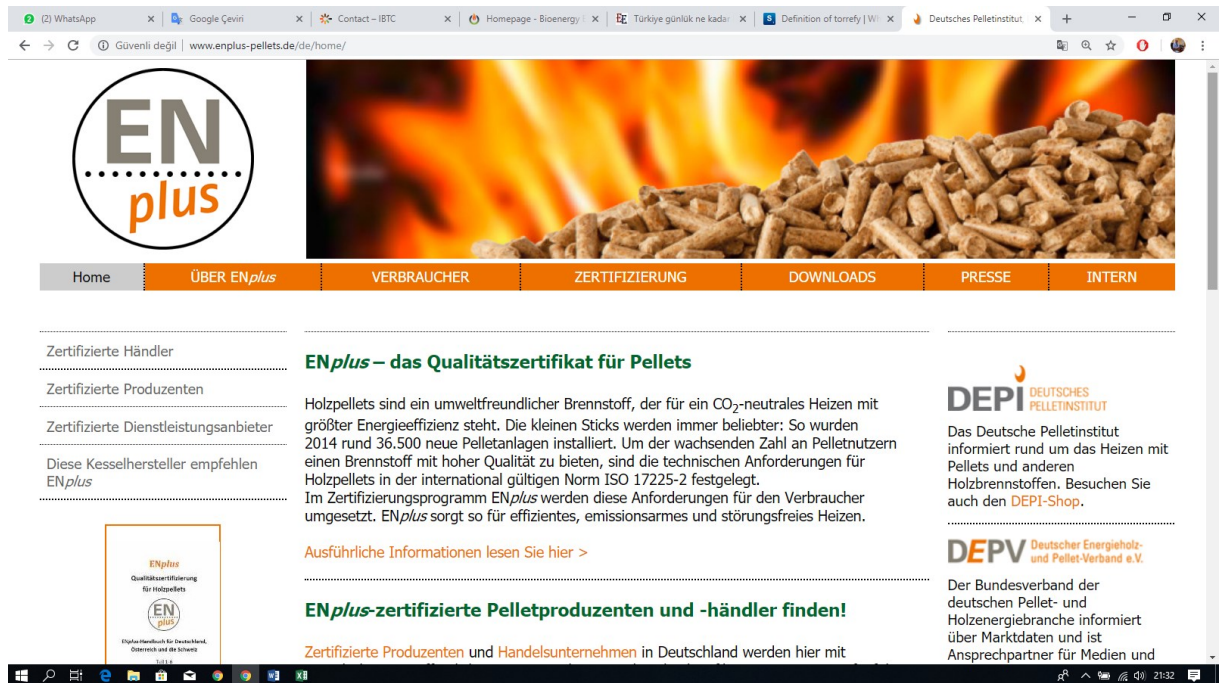 (2) WhatsApp
Google Çeviri
Contact – IBTC
Homepage - Bioenergy
Türkiye günlük ne kadar
Definition of torrefy | W
Deutsches Pelletinstitut,
Güvenli değil | www.enplus-pellets.de/de/home/
EN
plus
Home ÜBER ENplus VERBRAUCHER ZERTIFIZIERUNG DOWNLOADS PRESSE INTERN
Zertifizierte Händler
Zertifizierte Produzenten
Zertifizierte Dienstleistungsanbieter
Diese Kesselhersteller empfehlen
ENplus
ENplus
Qualitätszertifizierung
für Holzpellets
EN
plus
ENplus-Handbuch für Deutschland,
Österreich und die Schweiz
ENplus – das Qualitätszertifikat für Pellets
Holzpellets sind ein umweltfreundlicher Brennstoff, der für ein CO2-neutrales Heizen mit
größter Energieeffizienz steht. Die kleinen Sticks werden immer beliebter: So wurden
2014 rund 36.500 neue Pelletanlagen installiert. Um der wachsenden Zahl an Pelletnutzern
einen Brennstoff mit hoher Qualität zu bieten, sind die technischen Anforderungen für
Holzpellets in der international gültigen Norm ISO 17225-2 festgelegt.
Im Zertifizierungsprogramm ENplus werden diese Anforderungen für den Verbraucher
umgesetzt. ENplus sorgt so für effizientes, emissionsarmes und störungsfreies Heizen.
Ausführliche Informationen lesen Sie hier >
ENplus-zertifizierte Pelletproduzenten und -händler finden!
Zertifizierte Produzenten und Handelsunternehmen in Deutschland werden hier mit
DEPI DEUTSCHES
PELLETINSTITUT
Das Deutsche Pelletinstitut
informiert rund um das Heizen mit
Pellets und anderen
Holzbrennstoffen. Besuchen Sie
auch den DEPI-Shop.
DEPV Deutscher Energieholz-
und Pellet-Verband e.V.
Der Bundesverband der
deutschen Pellet- und
Holzenergiebranche informiert
über Marktdaten und ist
Ansprechpartner für Medien und
21:32